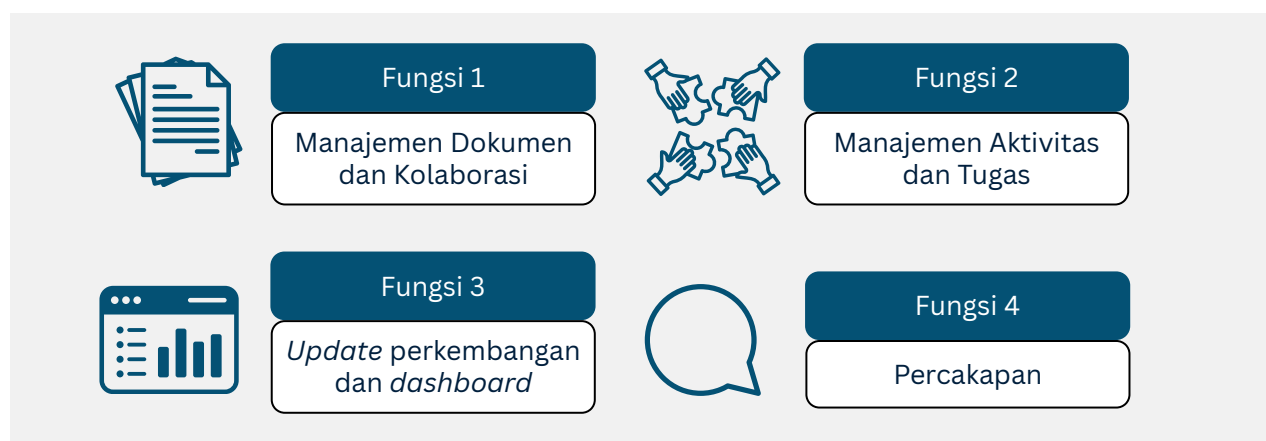 Fungsi 1
Manajemen Dokumen
dan Kolaborasi
Fungsi 2
Manajemen Aktivitas
dan Tugas
Fungsi 3
Update perkembangan
dan dashboard
Fungsi 4
Percakapan